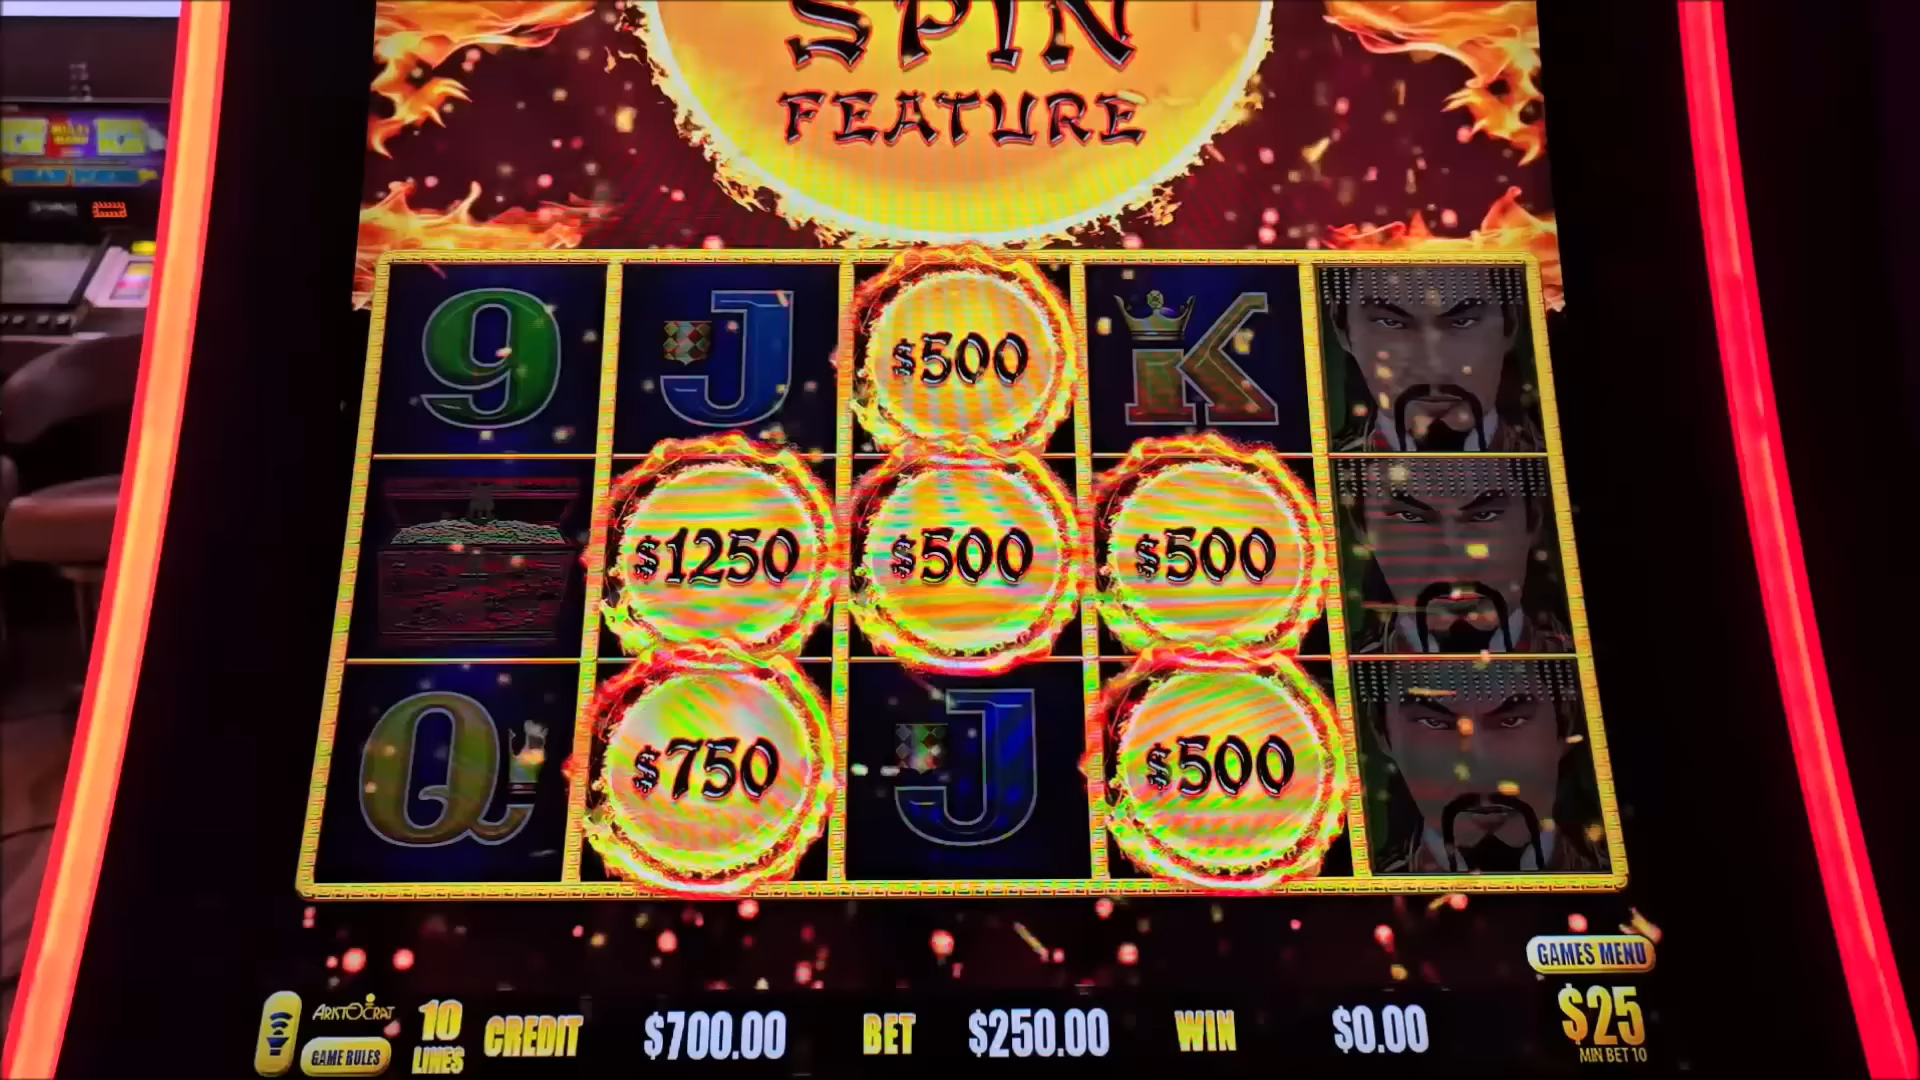 SPIN
FEATURE
9 J $500 K
$1250 $500 $500
Q $750 J $500
GAMES MENU
ARISTOCRAT
GAME RULES
10 LINES CREDIT $700.00 BET $250.00 WIN $0.00 $25
MIN BET 10